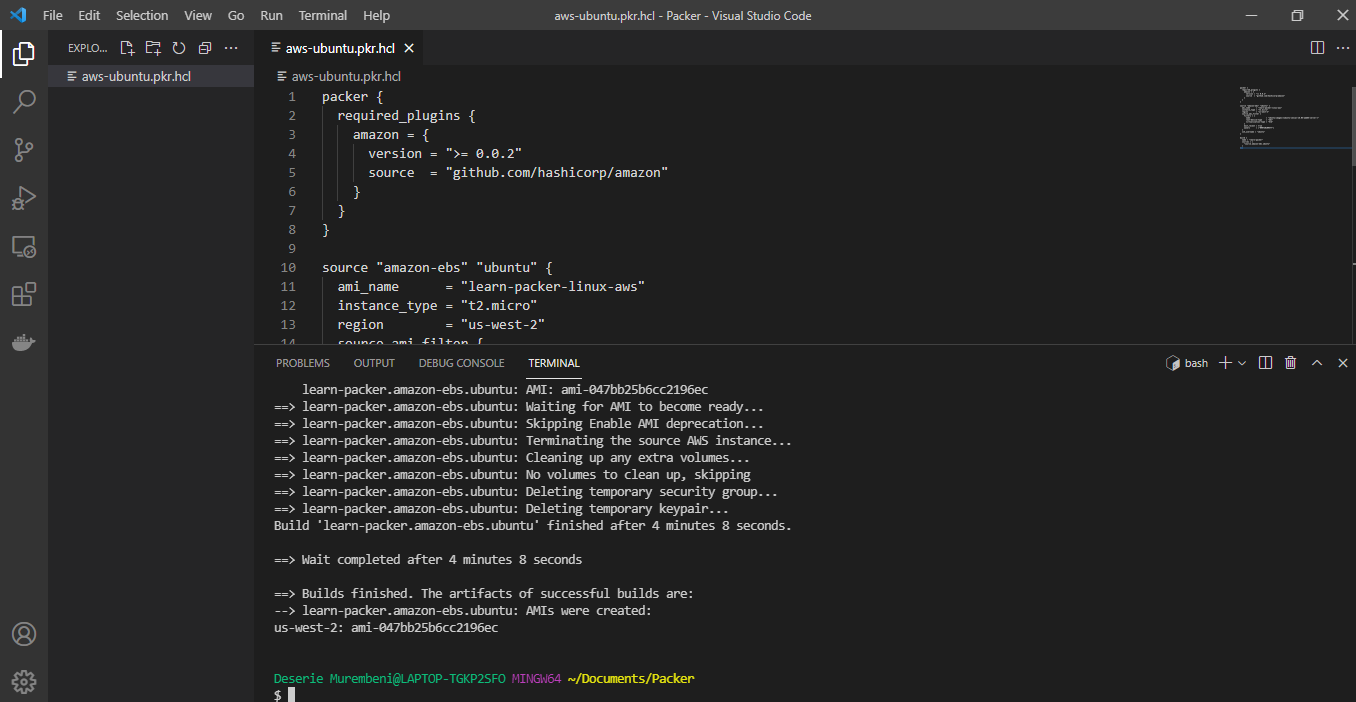 File Edit Selection View Go Run Terminal Help
aws-ubuntu.pkr.hcl - Packer - Visual Studio Code
EXPLO...
aws-ubuntu.pkr.hcl
aws-ubuntu.pkr.hcl
aws-ubuntu.pkr.hcl
1 packer {
2 required_plugins {
3 amazon = {
4 version = ">= 0.0.2"
5 source = "github.com/hashicorp/amazon"
6 }
7 }
8 }
9
10 source "amazon-ebs" "ubuntu" {
11 ami_name = "learn-packer-linux-aws"
12 instance_type = "t2.micro"
13 region = "us-west-2"
14 source_ami_filter {
PROBLEMS OUTPUT DEBUG CONSOLE TERMINAL
bash
learn-packer.amazon-ebs.ubuntu: AMI: ami-047bb25b6cc2196ec
==> learn-packer.amazon-ebs.ubuntu: Waiting for AMI to become ready...
==> learn-packer.amazon-ebs.ubuntu: Skipping Enable AMI deprecation...
==> learn-packer.amazon-ebs.ubuntu: Terminating the source AWS instance...
==> learn-packer.amazon-ebs.ubuntu: Cleaning up any extra volumes...
==> learn-packer.amazon-ebs.ubuntu: No volumes to clean up, skipping
==> learn-packer.amazon-ebs.ubuntu: Deleting temporary security group...
==> learn-packer.amazon-ebs.ubuntu: Deleting temporary keypair...
Build 'learn-packer.amazon-ebs.ubuntu' finished after 4 minutes 8 seconds.
==> Wait completed after 4 minutes 8 seconds
==> Builds finished. The artifacts of successful builds are:
--> learn-packer.amazon-ebs.ubuntu: AMIs were created:
us-west-2: ami-047bb25b6cc2196ec
Deserie Murembeni@LAPTOP-TGKP2SFO MINGW64 ~/Documents/Packer
$